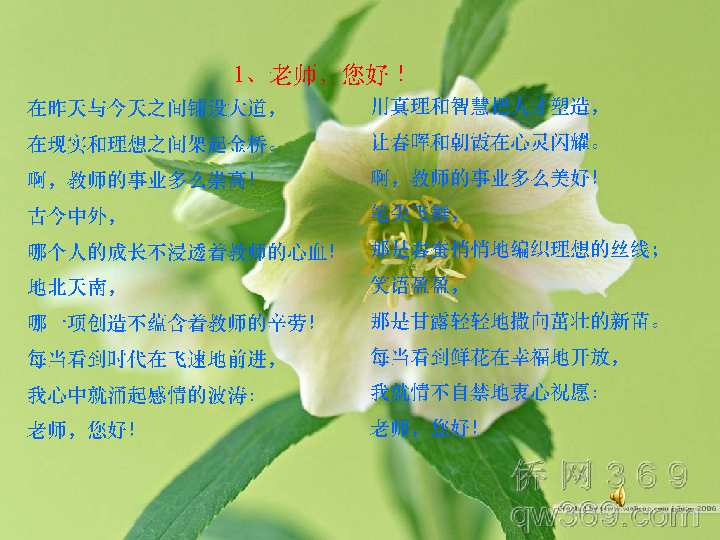 1、老师，您好！
在昨天与今天之间铺设大道，
在现实和理想之间架起金桥。
啊，教师的事业多么崇高！
古今中外，
哪个人的成长不浸透着教师的心血！
地北天南，
哪一项创造不蕴含着教师的辛劳！
每当看到时代在飞速地前进，
我心中就涌起感情的波涛：
老师，您好！
用真理和智慧把人才塑造，
让春晖和朝霞在心灵闪耀。
啊，教师的事业多么美好！
笔尖飞舞，
那是春蚕悄悄地编织理想的丝线；
笑语盈盈，
那是甘露轻轻地撒向茁壮的新苗。
每当看到鲜花在幸福地开放，
我就情不自禁地衷心祝愿：
老师，您好！
侨网369
qw369.com